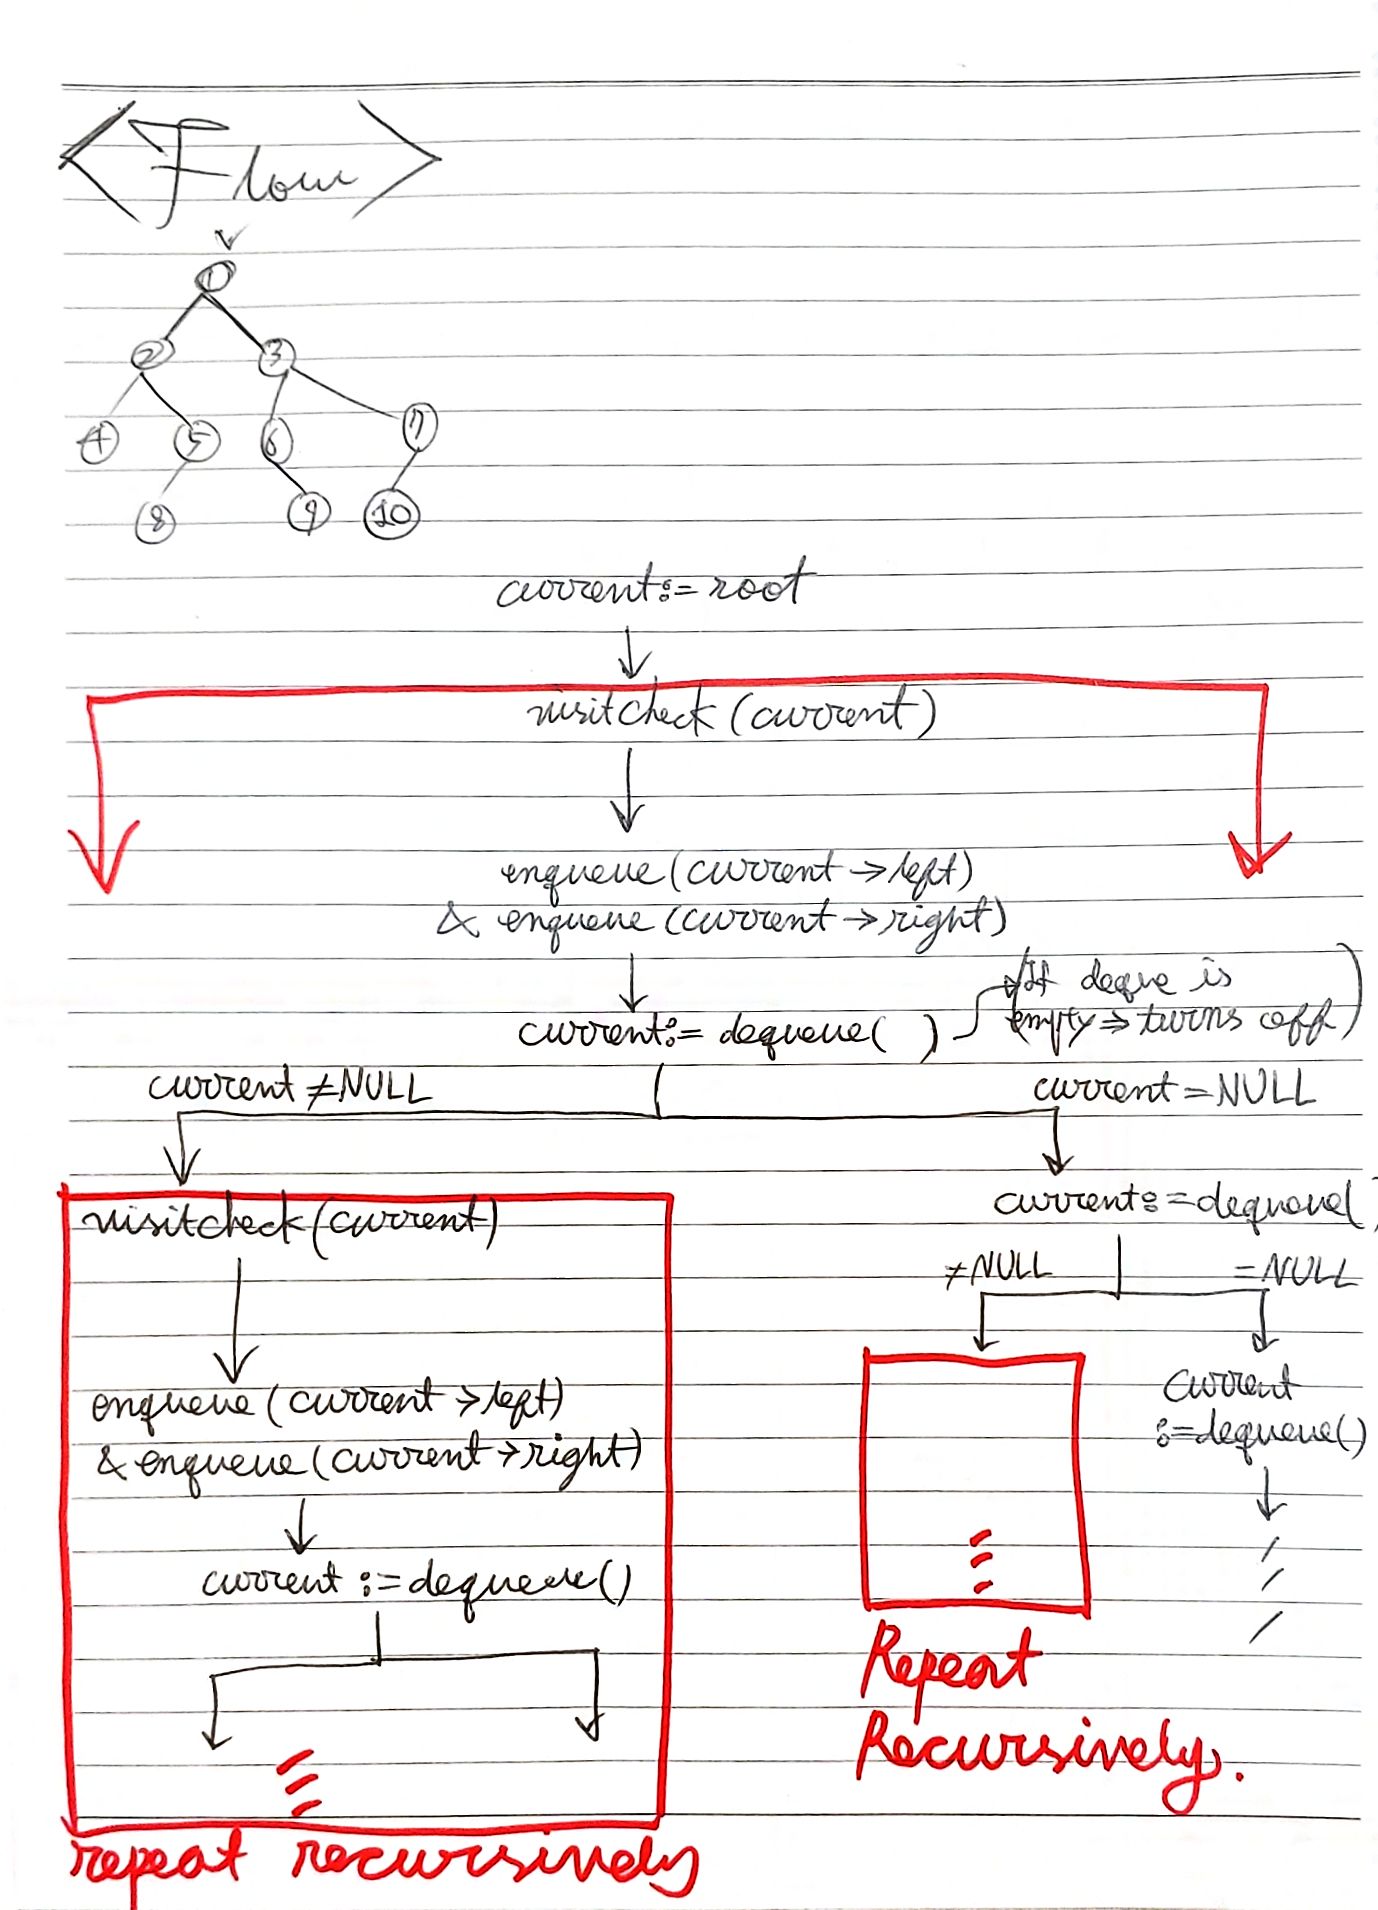 <Flow>
1
2 3
4 5 6 7
8 9 10
current:=root
visitcheck(current)
enqueue(current→left)
& enqueue(current→right)
(If deque is
empty⇒turns off)
current:= dequeue( )
current≠NULL
current=NULL
visitcheck(current)
enqueue(current→left)
& enqueue(current→right)
current :=dequeue()
repeat recursively
current:=dequeue()
≠NULL =NULL
current
:=dequeue()
Repeat
Recursively.